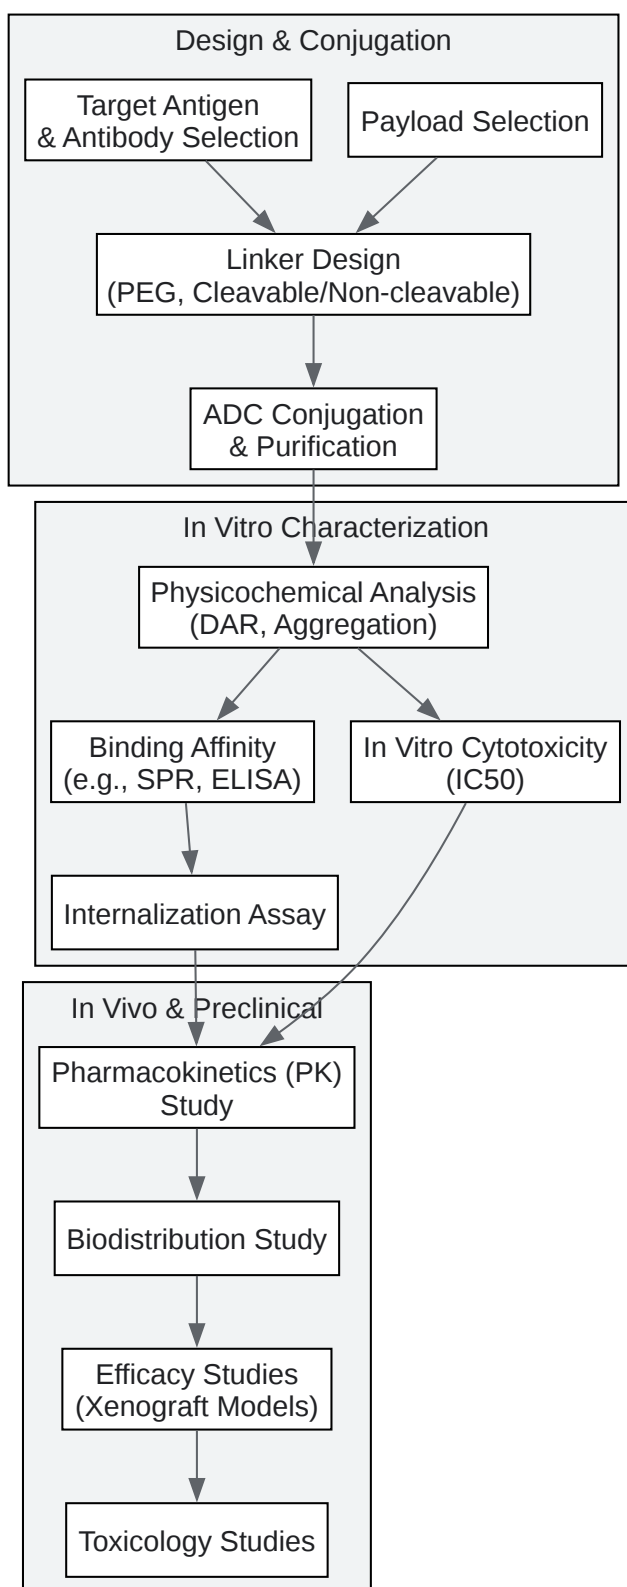 Design & Conjugation
Target Antigen
& Antibody Selection
Payload Selection
Linker Design
(PEG, Cleavable/Non-cleavable)
ADC Conjugation
& Purification
In Vitro Characterization
Physicochemical Analysis
(DAR, Aggregation)
Binding Affinity
(e.g., SPR, ELISA)
In Vitro Cytotoxicity
(IC50)
Internalization Assay
In Vivo & Preclinical
Pharmacokinetics (PK)
Study
Biodistribution Study
Efficacy Studies
(Xenograft Models)
Toxicology Studies